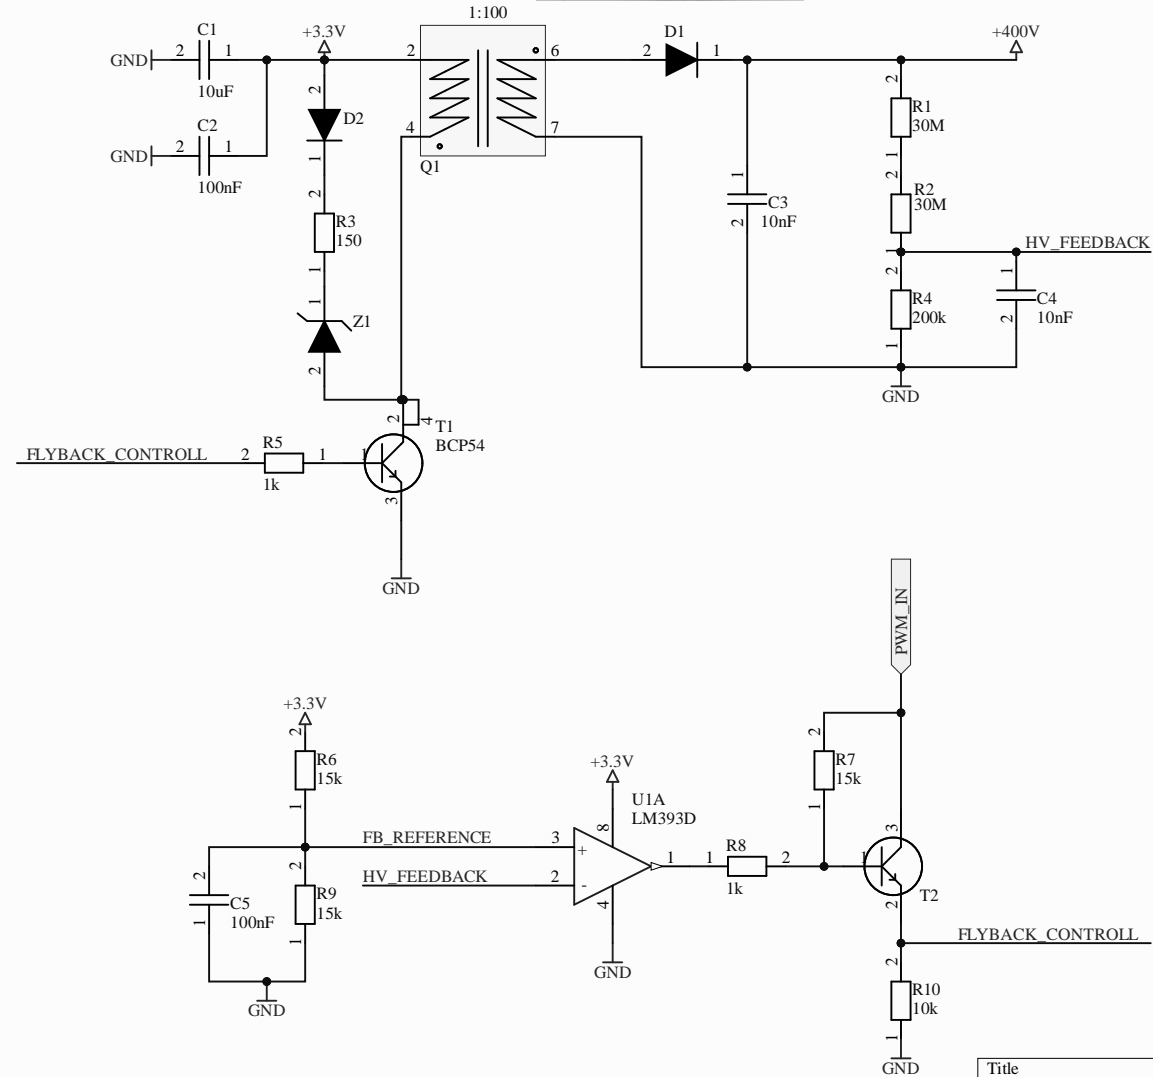 1:100
C1
GND 2 1
10uF
+3.3V
2 6
2 D1 1
+400V
C2
GND 2 1
100nF
2
D2
1
4 7
Q1
2
R1
30M
1
2
R3
150
1
1
C3
10nF
2
2
R2
30M
1
HV_FEEDBACK
1
Z1
2
2
R4
200k
1
1
C4
10nF
2
GND
2 4
T1
BCP54
FLYBACK_CONTROLL 2 R5 1 1
1k
3
GND
PWM_IN
+3.3V
2
R6
15k
1
+3.3V
U1A
LM393D
8
2
R7
15k
1
FB_REFERENCE 3 +
HV_FEEDBACK 2 -
1 1 R8 2 1
1k
4
GND
3
T2
2
2
C5
100nF
1
2
R9
15k
1
GND
FLYBACK_CONTROLL
2
R10
10k
1
GND
Title